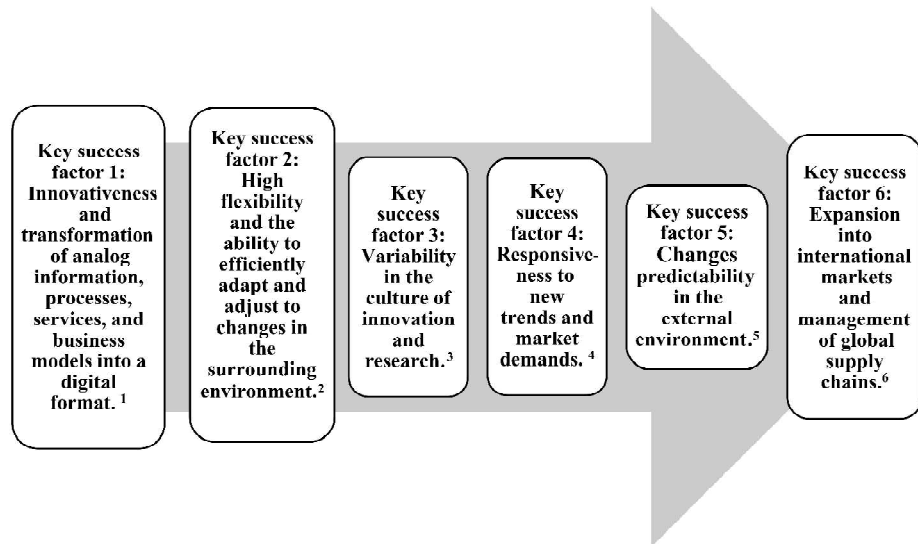 Key success
factor 1:
Innovativeness
and
transformation
of analog
information,
processes,
services, and
business
models into a
digital
format. 1
Key success
factor 2:
High
flexibility
and the
ability to
efficiently
adapt and
adjust to
changes in
the
surrounding
environment.2
Key
success
factor 3:
Variability
in the
culture of
innovation
and
research.3
Key
success
factor 4:
Responsive-
ness to
new
trends and
market
demands. 4
Key success
factor 5:
Changes
predictability
in the
external
environment.5
Key success
factor 6:
Expansion
into
international
markets
and
management
of global
supply
chains.6